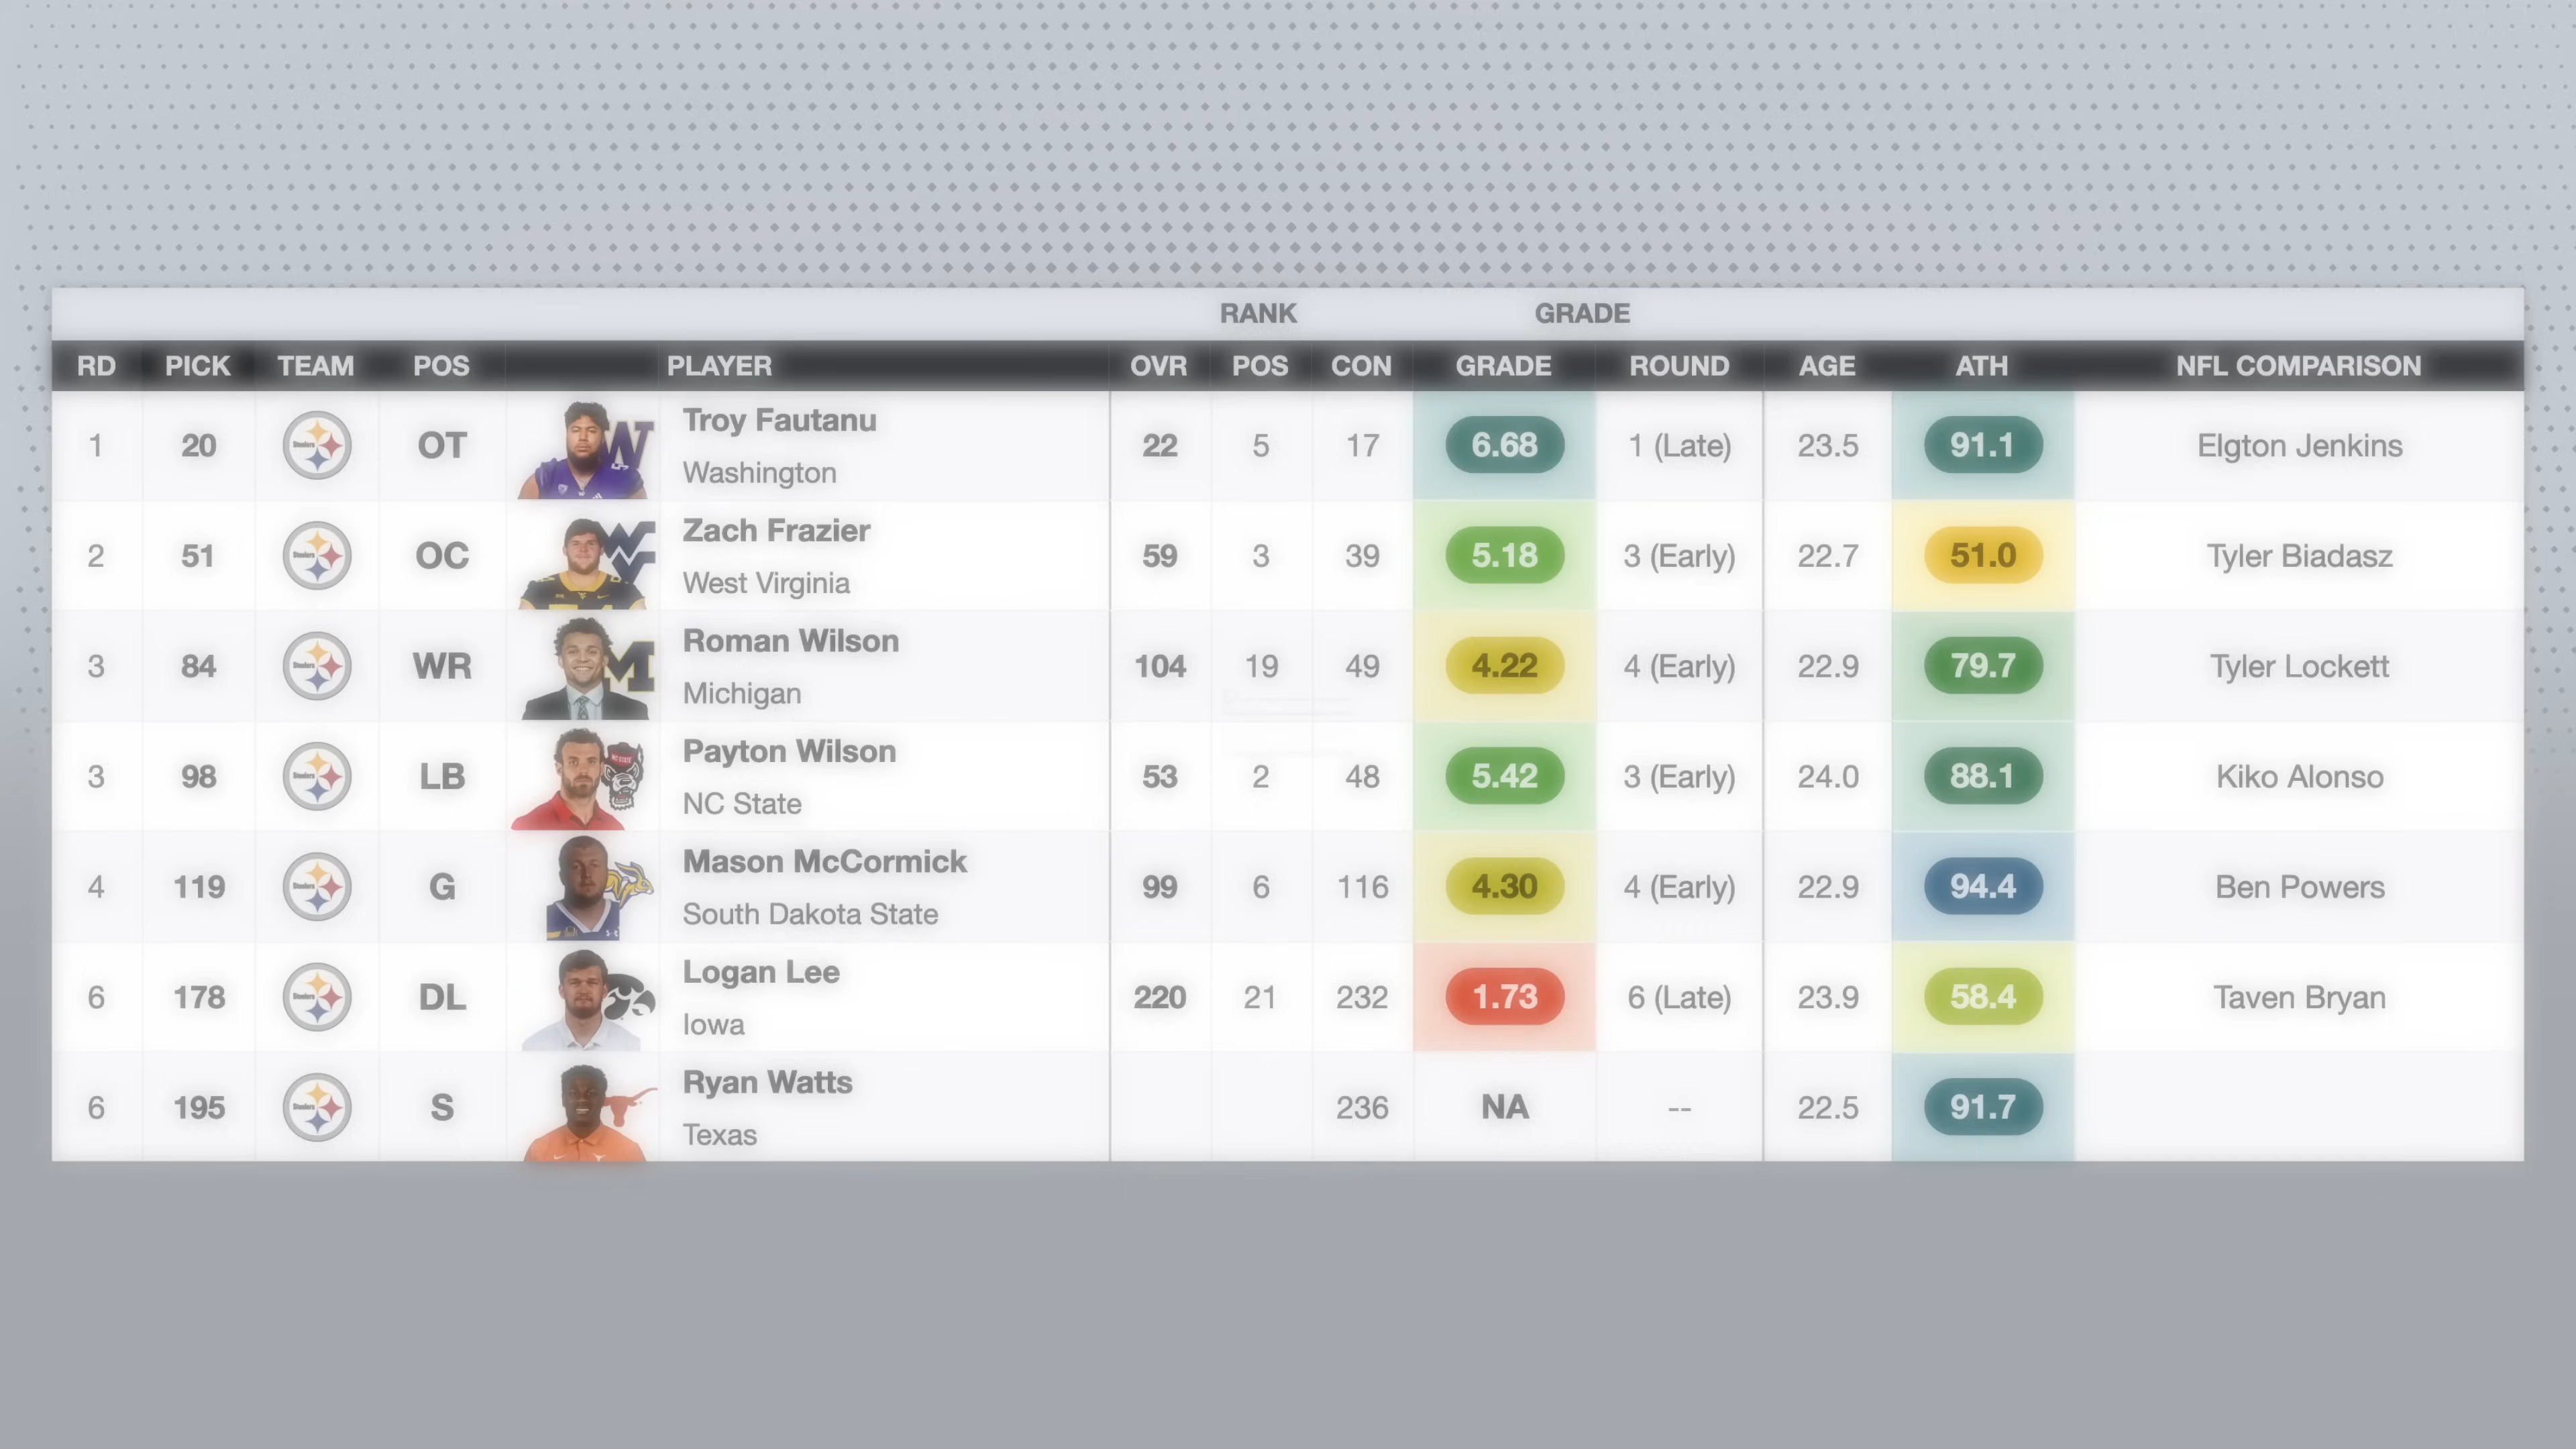 RANK GRADE
RD PICK TEAM POS PLAYER OVR POS CON GRADE ROUND AGE ATH NFL COMPARISON
1 20 Steelers OT Troy Fautanu 22 5 17 6.68 1 (Late) 23.5 91.1 Elgton Jenkins
Washington
2 51 Steelers OC Zach Frazier 59 3 39 5.18 3 (Early) 22.7 51.0 Tyler Biadasz
West Virginia
3 84 Steelers WR Roman Wilson 104 19 49 4.22 4 (Early) 22.9 79.7 Tyler Lockett
Michigan
3 98 Steelers LB Payton Wilson 53 2 48 5.42 3 (Early) 24.0 88.1 Kiko Alonso
NC State
4 119 Steelers G Mason McCormick 99 6 116 4.30 4 (Early) 22.9 94.4 Ben Powers
South Dakota State
6 178 Steelers DL Logan Lee 220 21 232 1.73 6 (Late) 23.9 58.4 Taven Bryan
Iowa
6 195 Steelers S Ryan Watts 236 NA -- 22.5 91.7
Texas